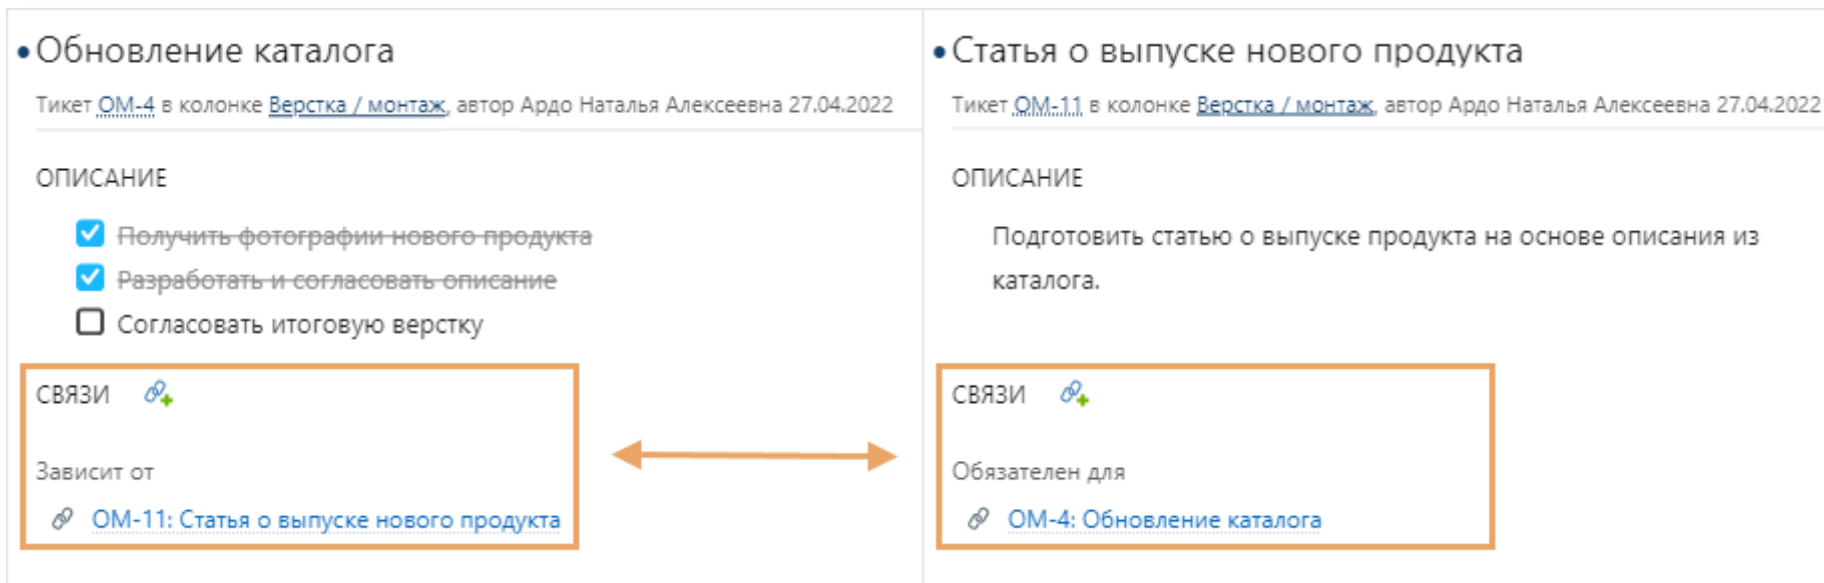 Обновление каталога
Тикет ОМ-4 в колонке Верстка / монтаж, автор Ардо Наталья Алексеевна 27.04.2022
ОПИСАНИЕ
Получить фотографии нового продукта
Разработать и согласовать описание
Согласовать итоговую верстку
СВЯЗИ
Зависит от
ОМ-11: Статья о выпуске нового продукта
Статья о выпуске нового продукта
Тикет ОМ-11 в колонке Верстка / монтаж, автор Ардо Наталья Алексеевна 27.04.2022
ОПИСАНИЕ
Подготовить статью о выпуске продукта на основе описания из
каталога.
СВЯЗИ
Обязателен для
ОМ-4: Обновление каталога